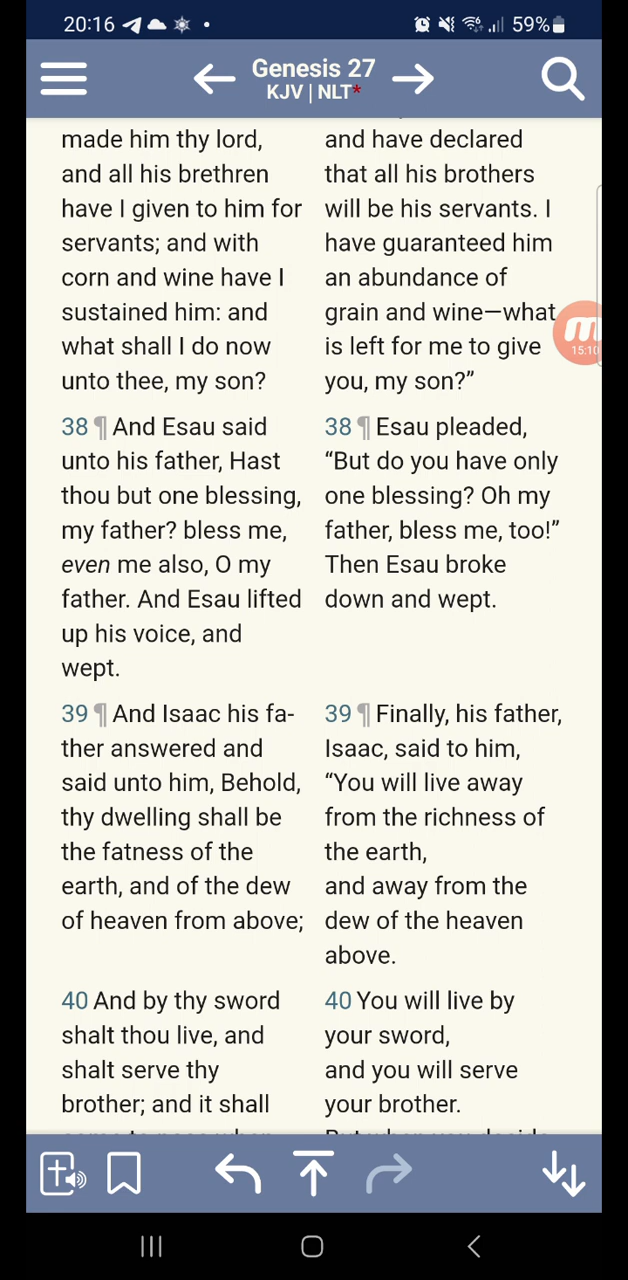 20:16
59%
Genesis 27
KJV | NLT*
made him thy lord,
and all his brethren
have I given to him for
servants; and with
corn and wine have I
sustained him: and
what shall I do now
unto thee, my son?
38 ¶ And Esau said
unto his father, Hast
thou but one blessing,
my father? bless me,
even me also, O my
father. And Esau lifted
up his voice, and
wept.
39 ¶ And Isaac his fa-
ther answered and
said unto him, Behold,
thy dwelling shall be
the fatness of the
earth, and of the dew
of heaven from above;
40 And by thy sword
shalt thou live, and
shalt serve thy
brother; and it shall
and have declared
that all his brothers
will be his servants. I
have guaranteed him
an abundance of
grain and wine—what
is left for me to give
you, my son?”
38 ¶ Esau pleaded,
“But do you have only
one blessing? Oh my
father, bless me, too!”
Then Esau broke
down and wept.
39 ¶ Finally, his father,
Isaac, said to him,
“You will live away
from the richness of
the earth,
and away from the
dew of the heaven
above.
40 You will live by
your sword,
and you will serve
your brother.
15:10